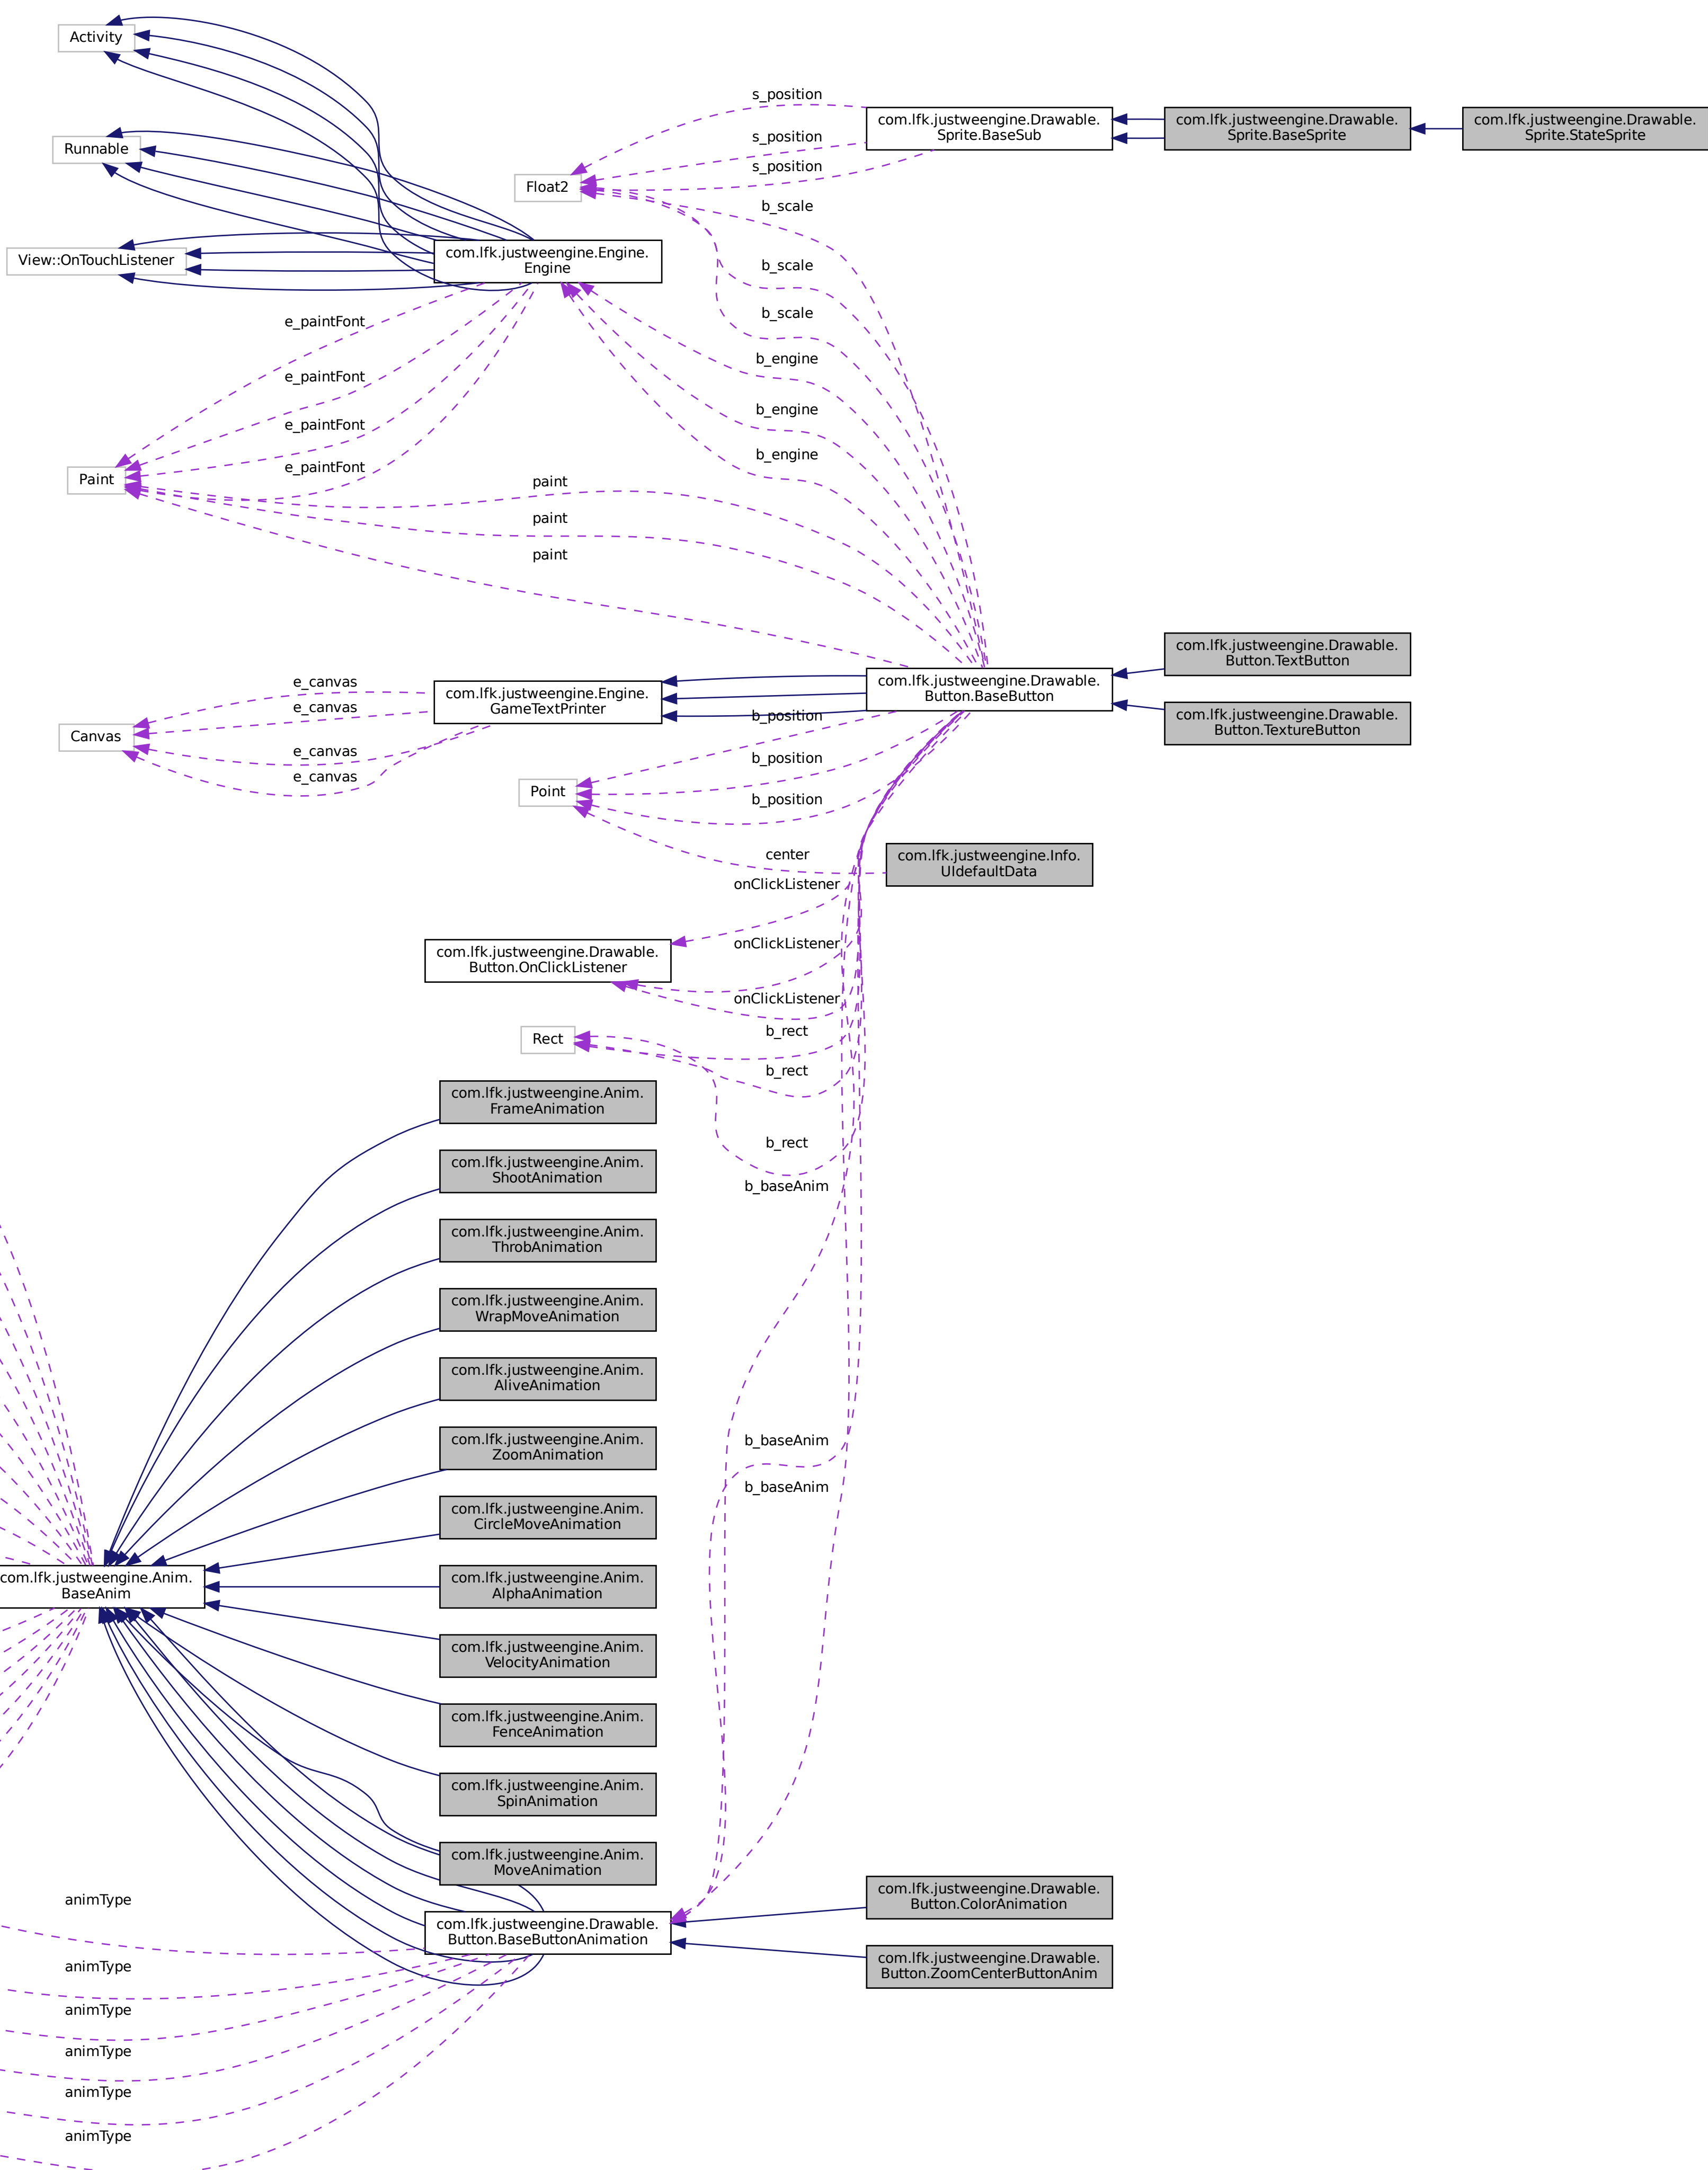 Activity
s_position
com.lfk.justweengine.Drawable.
Sprite.BaseSub
com.lfk.justweengine.Drawable.
Sprite.BaseSprite
com.lfk.justweengine.Drawable.
Sprite.StateSprite
Runnable
s_position
s_position
Float2
b_scale
View::OnTouchListener
com.lfk.justweengine.Engine.
Engine
b_scale
b_scale
e_paintFont
b_engine
e_paintFont
b_engine
e_paintFont
b_engine
e_paintFont
Paint
paint
paint
paint
com.lfk.justweengine.Drawable.
Button.TextButton
e_canvas
com.lfk.justweengine.Engine.
GameTextPrinter
com.lfk.justweengine.Drawable.
Button.BaseButton
e_canvas
b_position
com.lfk.justweengine.Drawable.
Button.TextureButton
Canvas
e_canvas
b_position
e_canvas
Point
b_position
center
com.lfk.justweengine.Info.
UIdefaultData
onClickListener
com.lfk.justweengine.Drawable.
Button.OnClickListener
onClickListener
onClickListener
Rect
b_rect
b_rect
com.lfk.justweengine.Anim.
FrameAnimation
b_rect
com.lfk.justweengine.Anim.
ShootAnimation
b_baseAnim
com.lfk.justweengine.Anim.
ThrobAnimation
com.lfk.justweengine.Anim.
WrapMoveAnimation
com.lfk.justweengine.Anim.
AliveAnimation
com.lfk.justweengine.Anim.
ZoomAnimation
b_baseAnim
b_baseAnim
com.lfk.justweengine.Anim.
CircleMoveAnimation
com.lfk.justweengine.Anim.
BaseAnim
com.lfk.justweengine.Anim.
AlphaAnimation
com.lfk.justweengine.Anim.
VelocityAnimation
com.lfk.justweengine.Anim.
FenceAnimation
com.lfk.justweengine.Anim.
SpinAnimation
com.lfk.justweengine.Anim.
MoveAnimation
animType
com.lfk.justweengine.Drawable.
Button.ColorAnimation
com.lfk.justweengine.Drawable.
Button.BaseButtonAnimation
animType
com.lfk.justweengine.Drawable.
Button.ZoomCenterButtonAnim
animType
animType
animType
animType